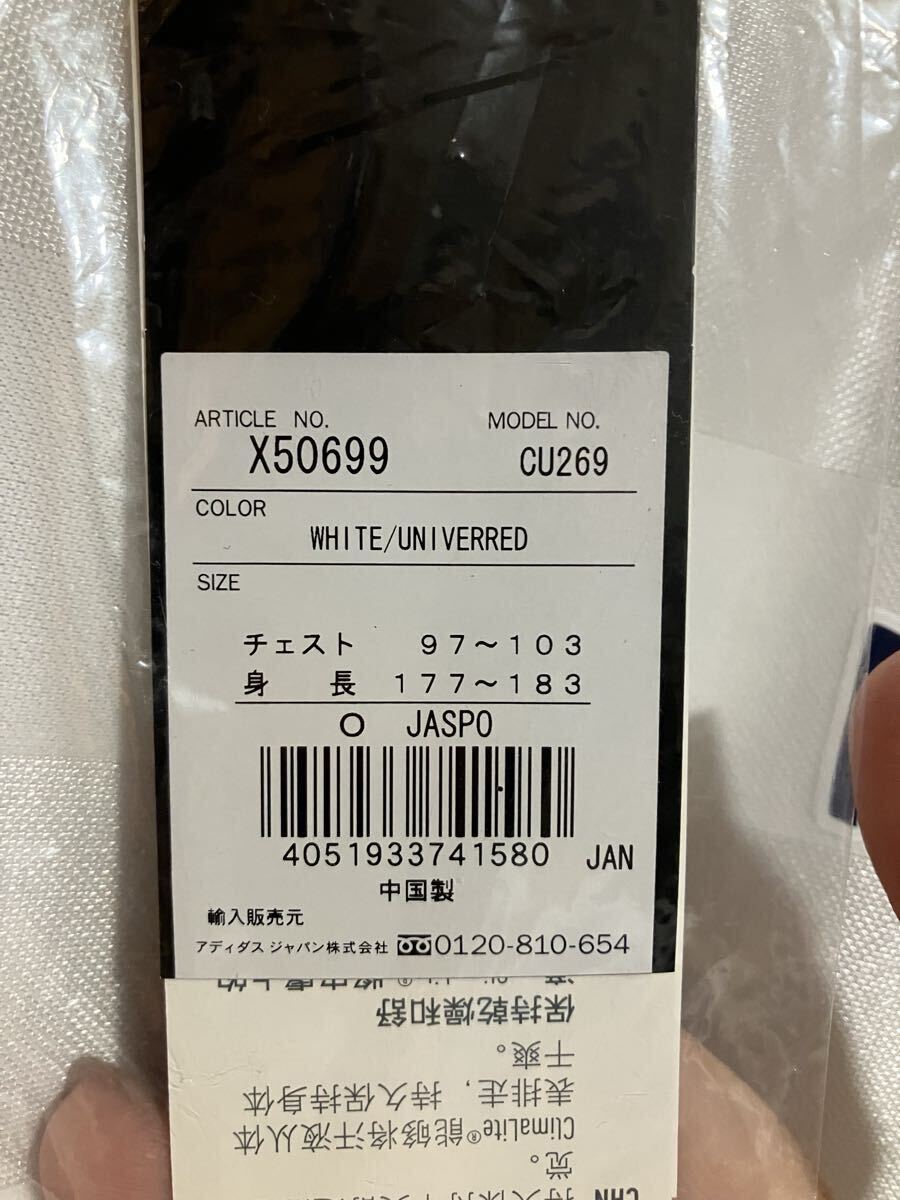 ARTICLE NO. MODEL NO.
X50699 CU269
COLOR
WHITE/UNIVERRED
SIZE
チェスト 97～103
身長 177～183
O JASPO
4051933741580 JAN
中国製
輸入販売元
アディダス ジャパン株式会社 0120-810-654
CHN
觉。
ClimaLite®能够将汗液从体
表排走，持久保持身体
干爽。
保持乾燥和舒